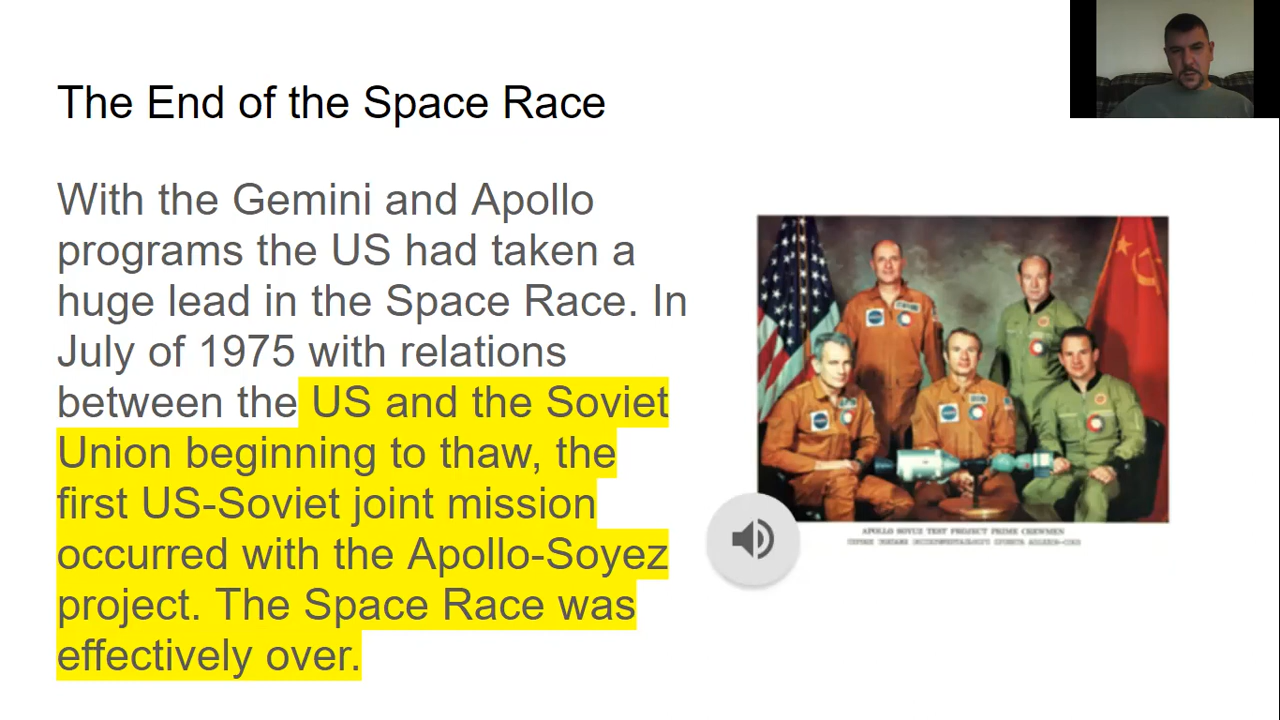 The End of the Space Race
With the Gemini and Apollo
programs the US had taken a
huge lead in the Space Race. In
July of 1975 with relations
between the US and the Soviet
Union beginning to thaw, the
first US-Soviet joint mission
occurred with the Apollo-Soyez
project. The Space Race was
effectively over.
APOLLO SOYUZ TEST PROJECT PRIME CREWMEN